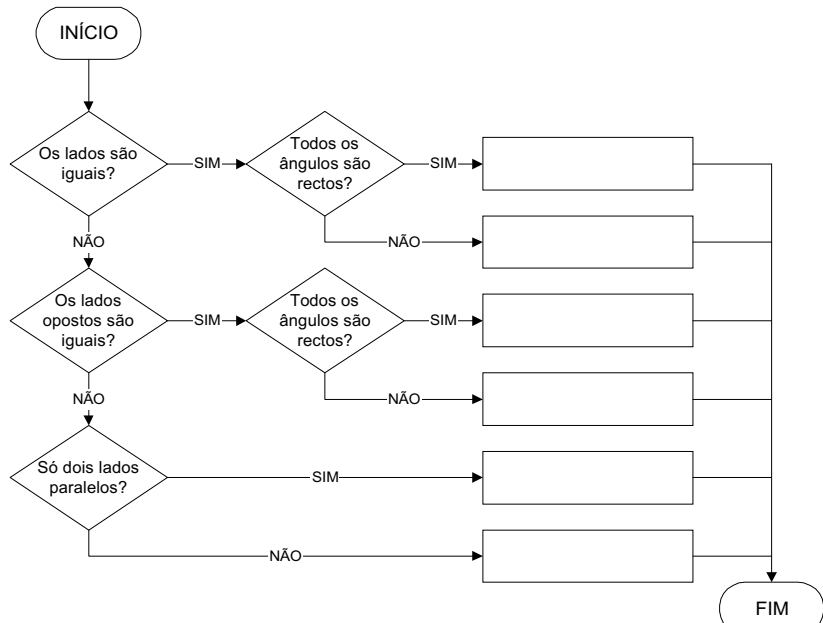 INÍCIO
Os lados são
iguais?
SIM
Todos os
ângulos são
rectos?
SIM
NÃO
NÃO
Os lados
opostos são
iguais?
SIM
Todos os
ângulos são
rectos?
SIM
NÃO
NÃO
Só dois lados
paralelos?
SIM
NÃO
FIM